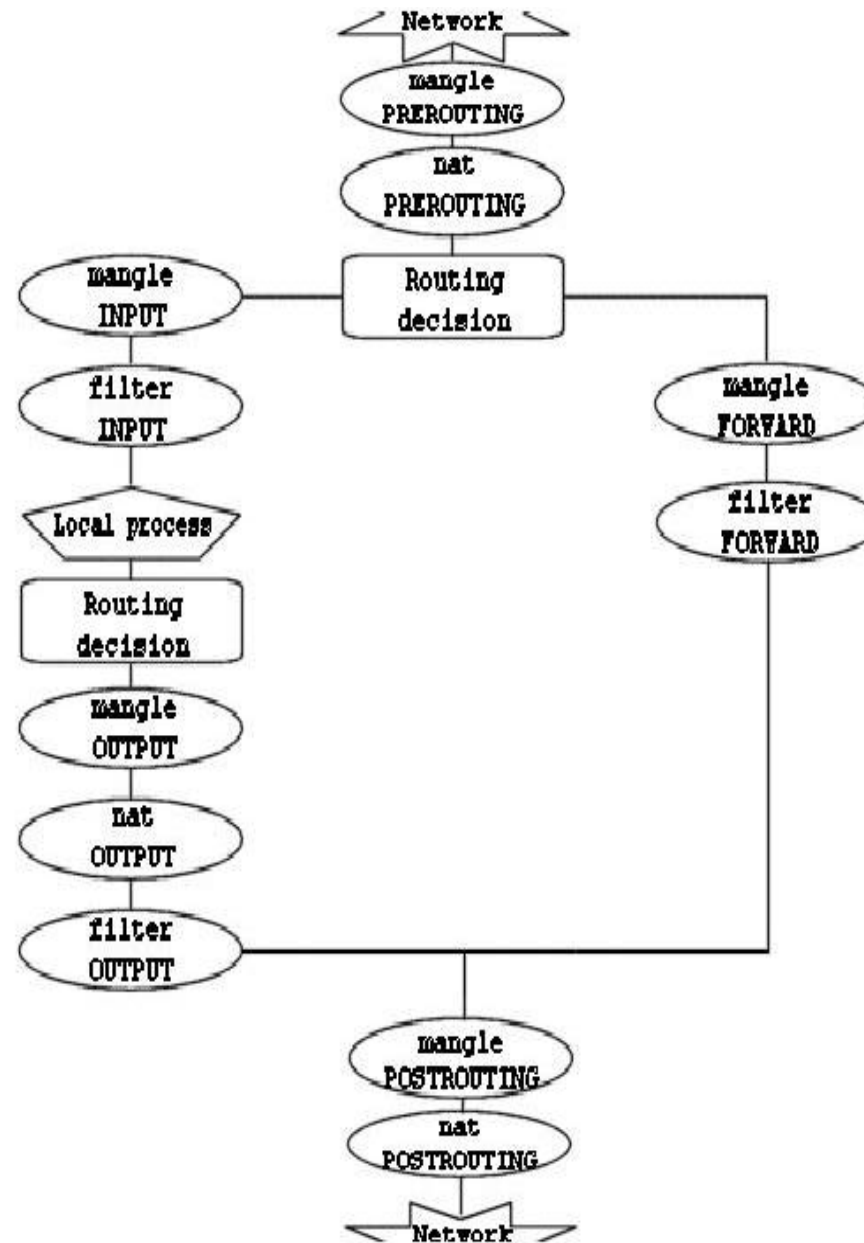 Network
mangle
PREROUTING
nat
PREROUTING
Routing
decision
mangle
INPUT
filter
INPUT
Local process
Routing
decision
mangle
OUTPUT
nat
OUTPUT
filter
OUTPUT
mangle
FORWARD
filter
FORWARD
mangle
POSTROUTING
nat
POSTROUTING
Network